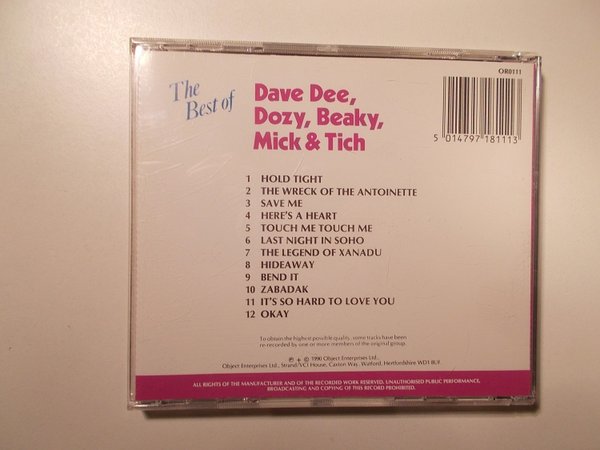 OR0111
The
Best of
Dave Dee,
Dozy, Beaky,
Mick & Tich
5 014797 181113
1 HOLD TIGHT
2 THE WRECK OF THE ANTOINETTE
3 SAVE ME
4 HERE'S A HEART
5 TOUCH ME TOUCH ME
6 LAST NIGHT IN SOHO
7 THE LEGEND OF XANADU
8 HIDEAWAY
9 BEND IT
10 ZABADAK
11 IT'S SO HARD TO LOVE YOU
12 OKAY
To obtain the highest possible quality, some tracks have been
re-recorded by one or more members of the original group.
℗ + © 1990 Object Enterprises Ltd.,
Object Enterprises Ltd., Strand/VCI House, Caxton Way, Watford, Hertfordshire WD1 8UF.
ALL RIGHTS OF THE MANUFACTURER AND OF THE RECORDED WORK RESERVED. UNAUTHORISED PUBLIC PERFORMANCE,
BROADCASTING AND COPYING OF THIS RECORD PROHIBITED.